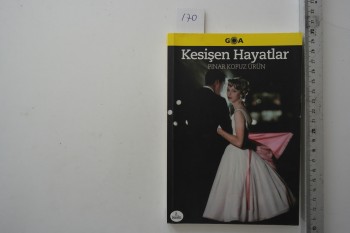 170
GOA
Kesişen Hayatlar
PINAR KOPUZ ÜRÜN